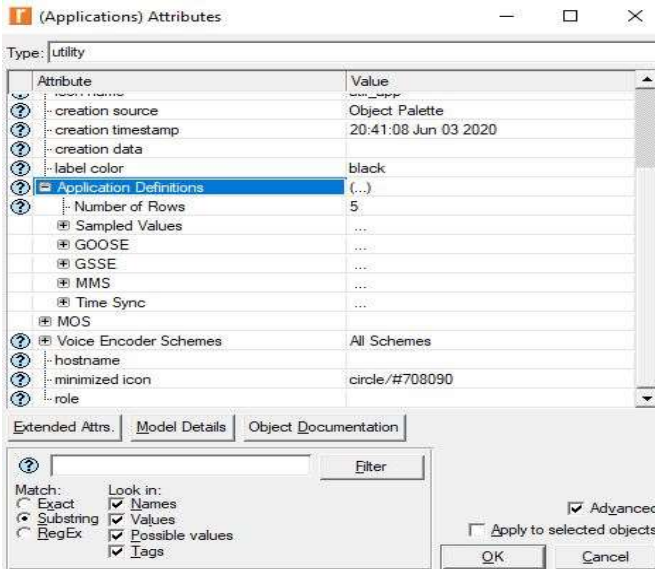 (Applications) Attributes
Type: utility
Attribute Value
creation source Object Palette
creation timestamp 20:41:08 Jun 03 2020
creation data
label color black
Application Definitions (...)
Number of Rows 5
Sampled Values ...
GOOSE ...
GSSE ...
MMS ...
Time Sync ...
MOS
Voice Encoder Schemes All Schemes
hostname
minimized icon circle/#708090
role
Extended Attrs. Model Details Object Documentation
Filter
Match: Look in:
Exact Names
Substring Values
RegEx Possible values
Tags
Advanced
Apply to selected objects
OK Cancel